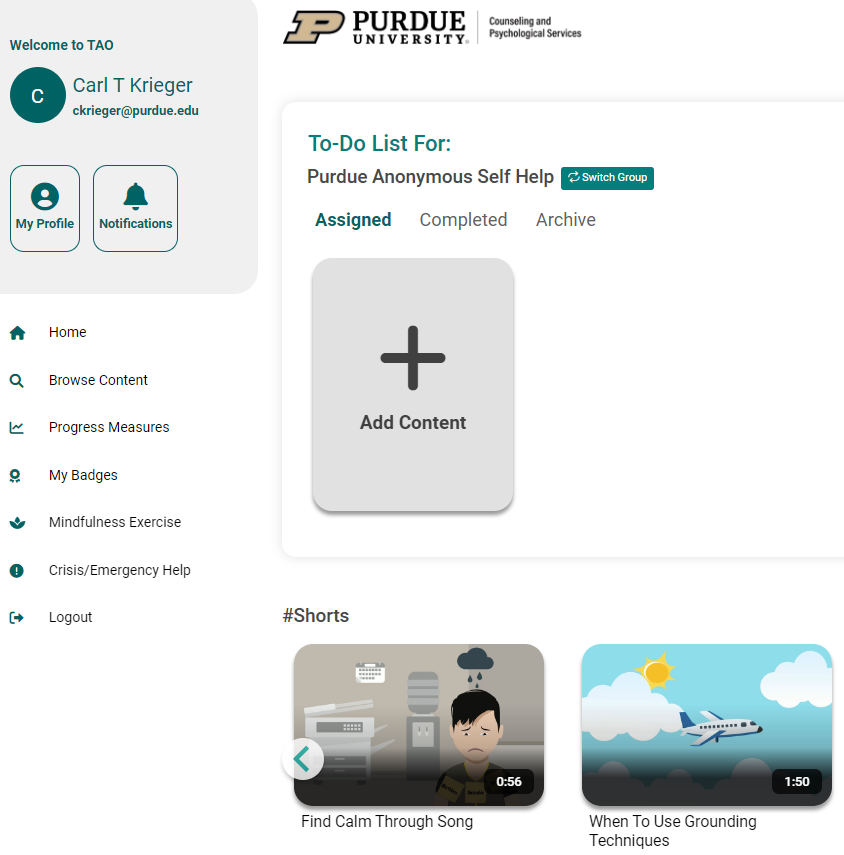 Welcome to TAO
C
Carl T Krieger
ckrieger@purdue.edu
My Profile
Notifications
Home
Browse Content
Progress Measures
My Badges
Mindfulness Exercise
Crisis/Emergency Help
Logout
PURDUE
UNIVERSITY®
Counseling and
Psychological Services
To-Do List For:
Purdue Anonymous Self Help
Switch Group
Assigned
Completed
Archive
Add Content
#Shorts
0:56
Find Calm Through Song
1:50
When To Use Grounding
Techniques